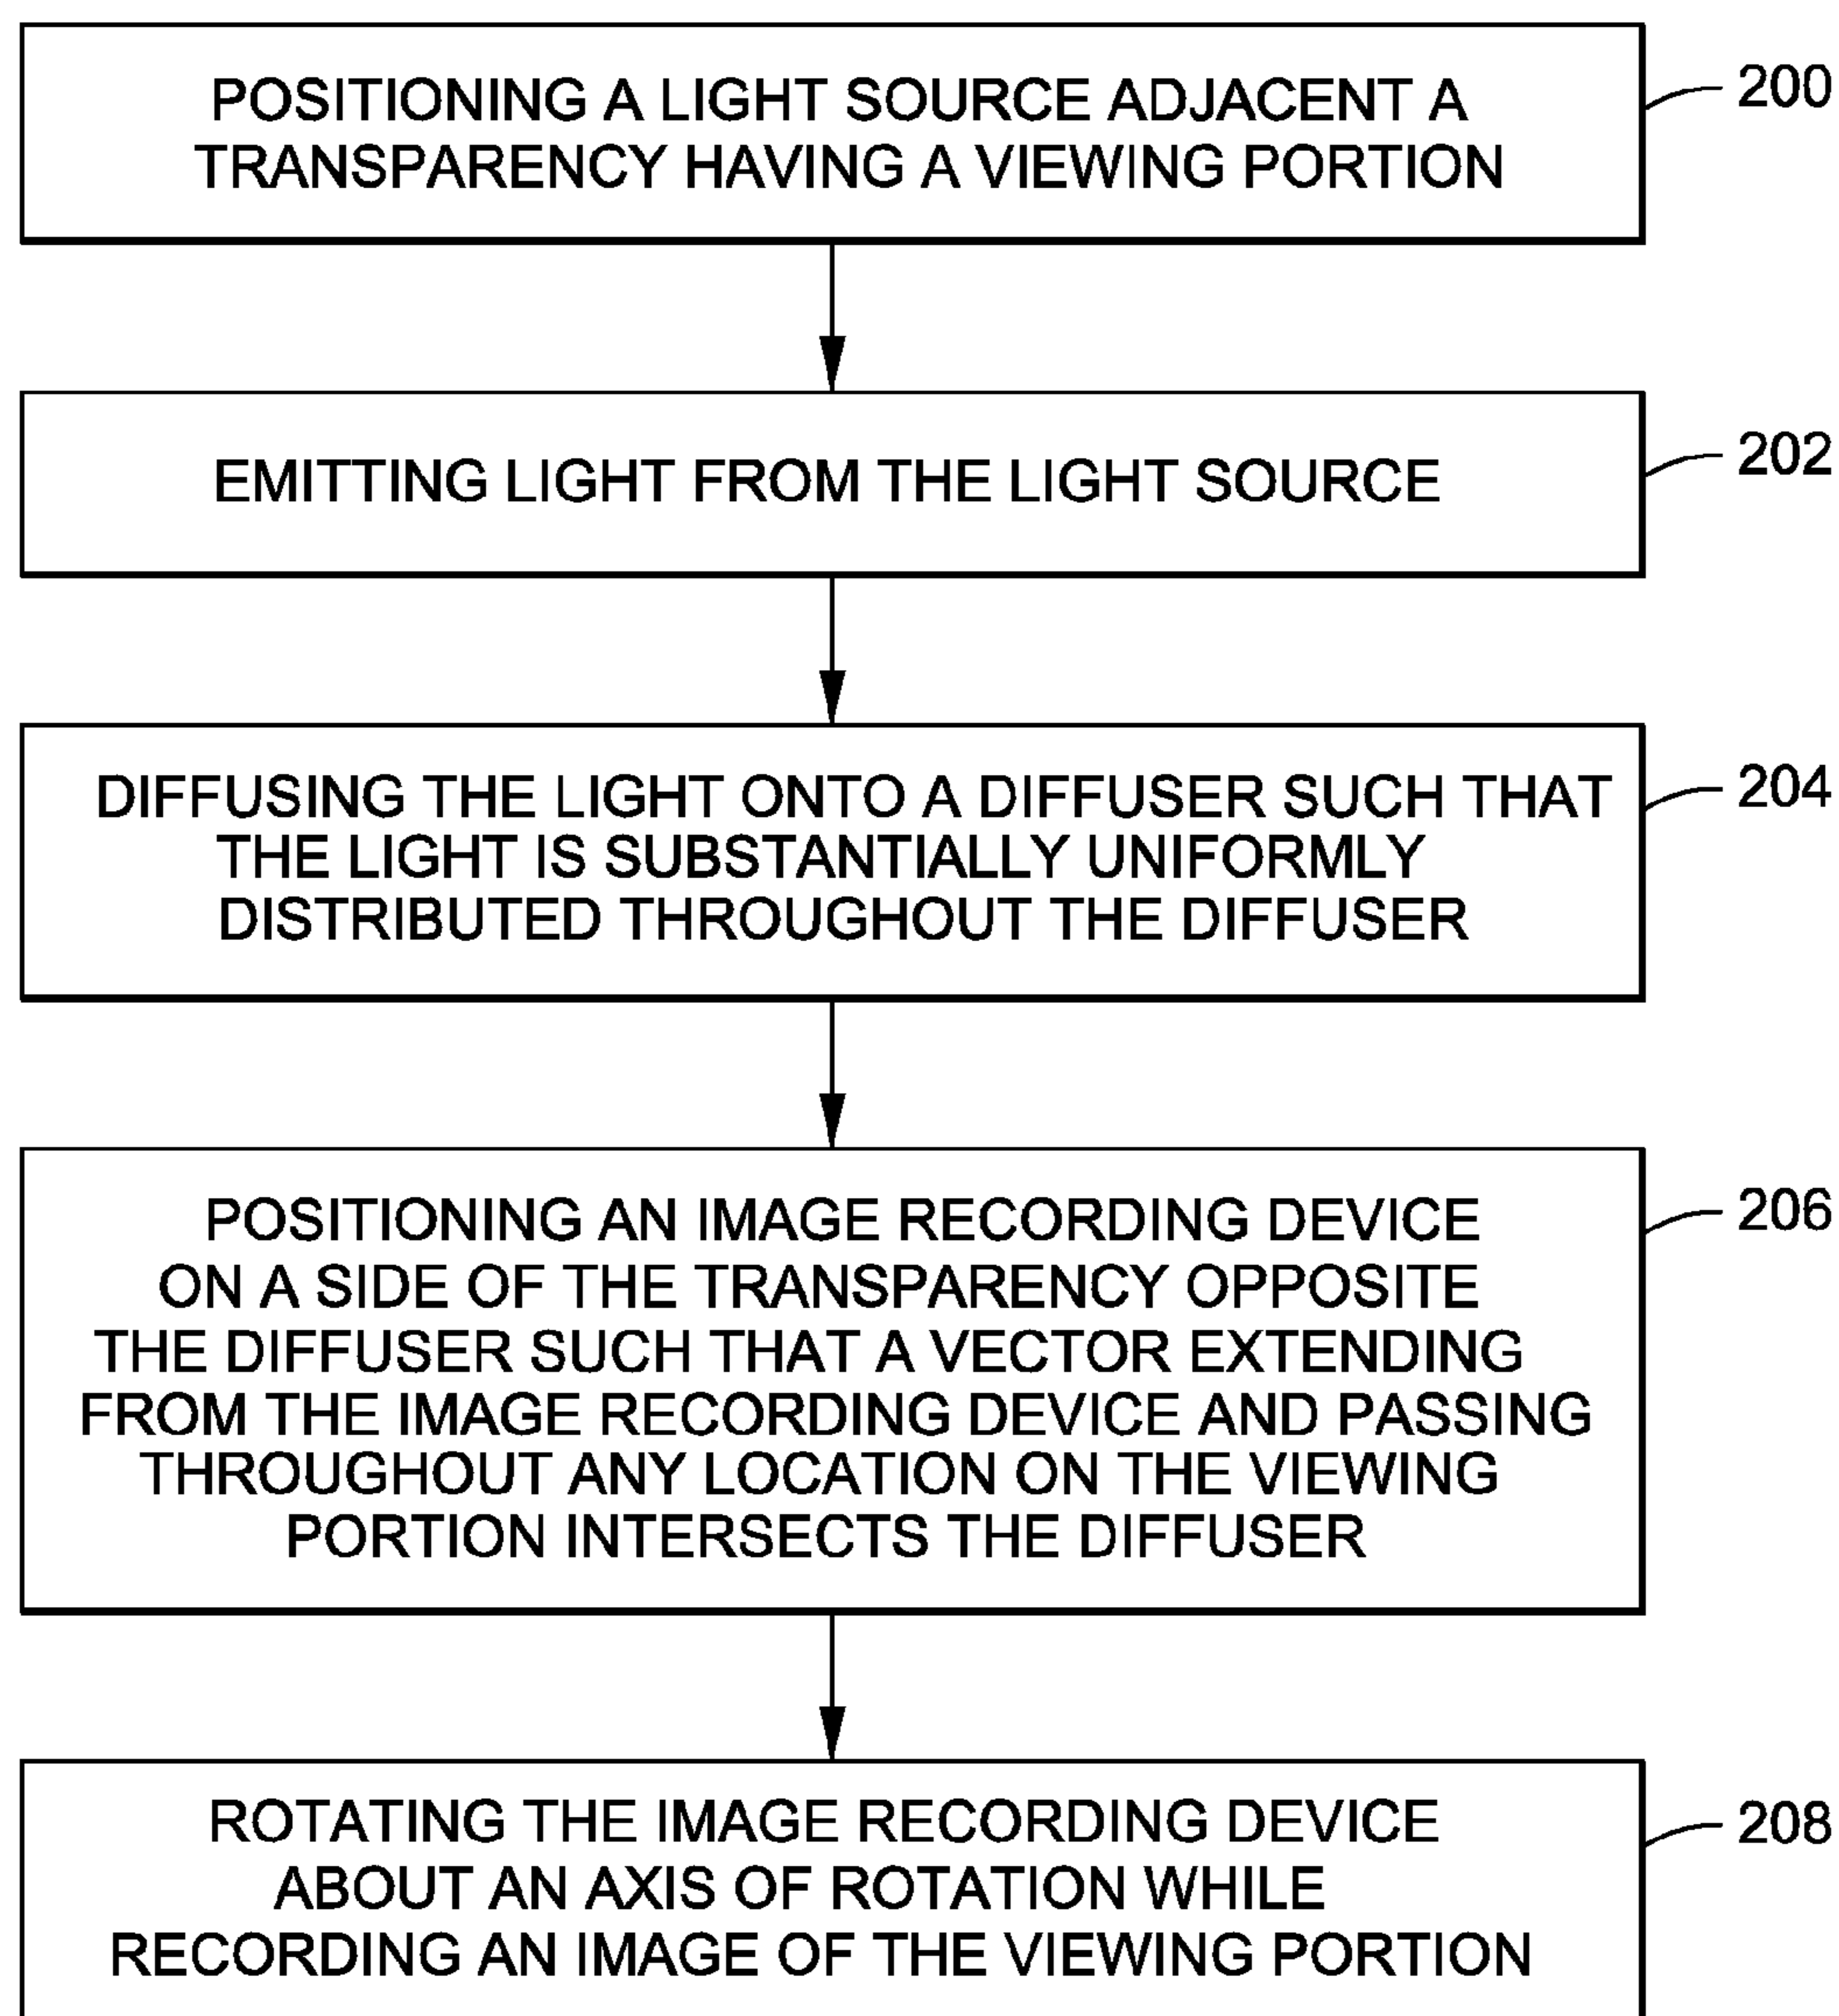 POSITIONING A LIGHT SOURCE ADJACENT A
TRANSPARENCY HAVING A VIEWING PORTION
200
EMITTING LIGHT FROM THE LIGHT SOURCE
202
DIFFUSING THE LIGHT ONTO A DIFFUSER SUCH THAT
THE LIGHT IS SUBSTANTIALLY UNIFORMLY
DISTRIBUTED THROUGHOUT THE DIFFUSER
204
POSITIONING AN IMAGE RECORDING DEVICE
ON A SIDE OF THE TRANSPARENCY OPPOSITE
THE DIFFUSER SUCH THAT A VECTOR EXTENDING
FROM THE IMAGE RECORDING DEVICE AND PASSING
THROUGHOUT ANY LOCATION ON THE VIEWING
PORTION INTERSECTS THE DIFFUSER
206
ROTATING THE IMAGE RECORDING DEVICE
ABOUT AN AXIS OF ROTATION WHILE
RECORDING AN IMAGE OF THE VIEWING PORTION
208